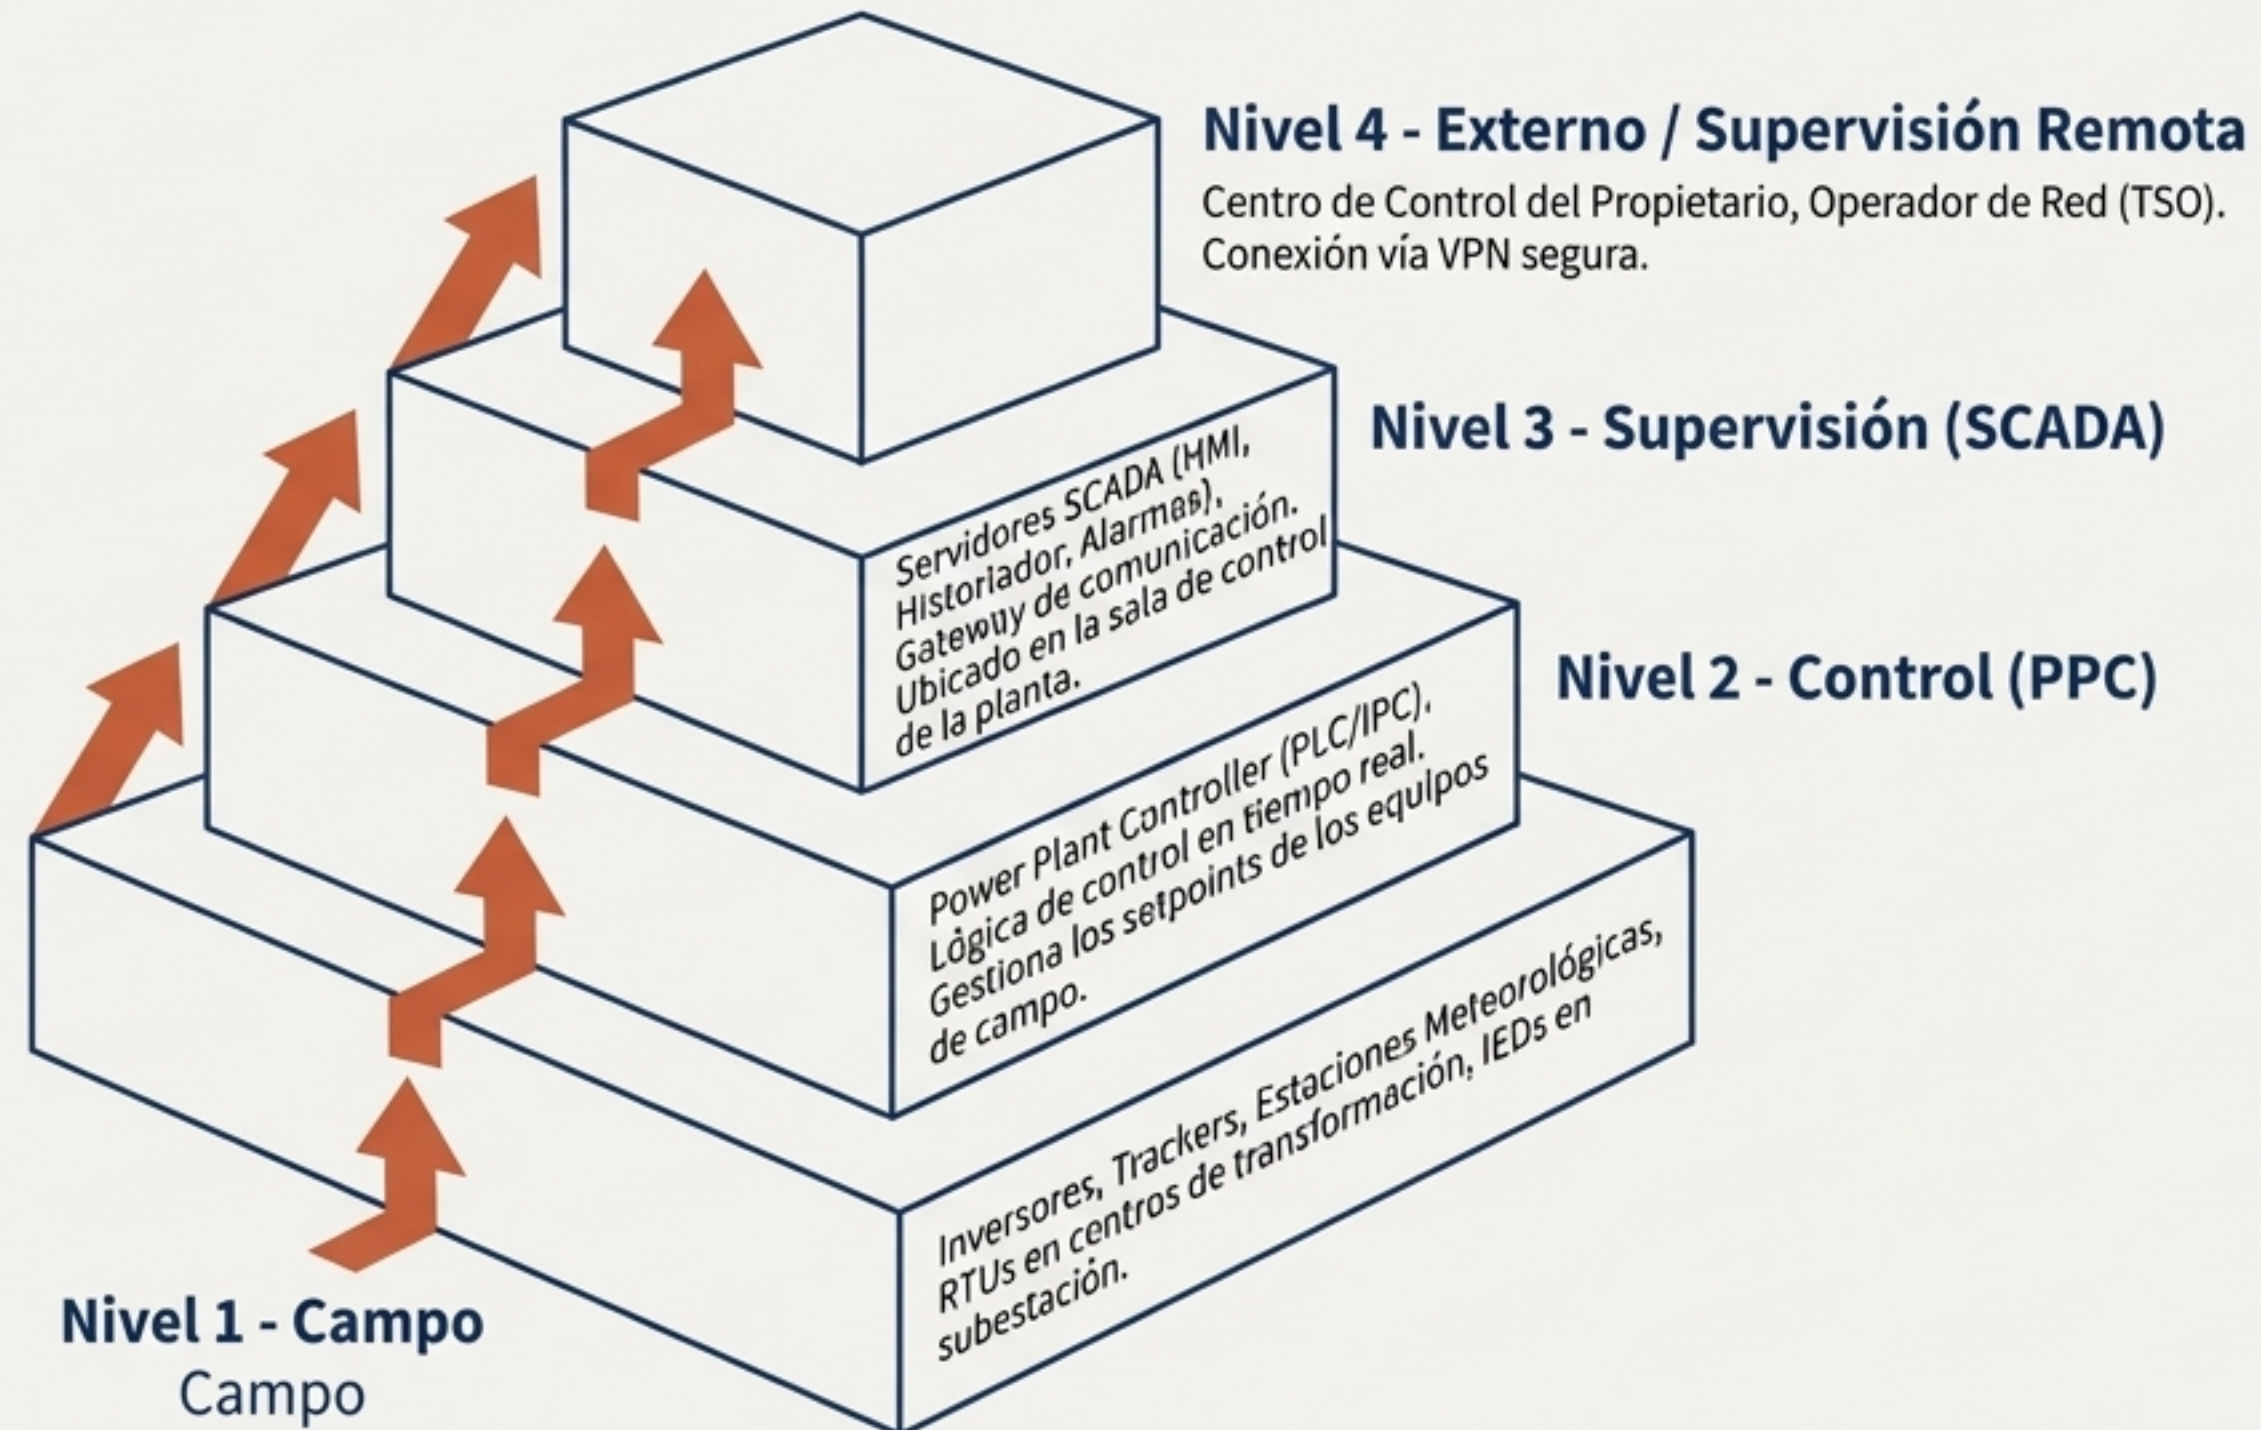 Nivel 4 - Externo / Supervisión Remota
Centro de Control del Propietario, Operador de Red (TSO).
Conexión vía VPN segura.
Nivel 3 - Supervisión (SCADA)
Servidores SCADA (HMI,
Historiador, Alarmas),
Gatewuy de comunicación.
Ubicado en la sala de control
de la planta.
Nivel 2 - Control (PPC)
Power Plant Controller (PLC/IPC),
Lògica de control en tiempo real.
Gestiona los setpoints de los equlpos
de campo.
Inversores, Trackers, Estaciones Meteorológicas,
RTUs en centros de transformación, IEDs en
subestación.
Nivel 1 - Campo
Campo